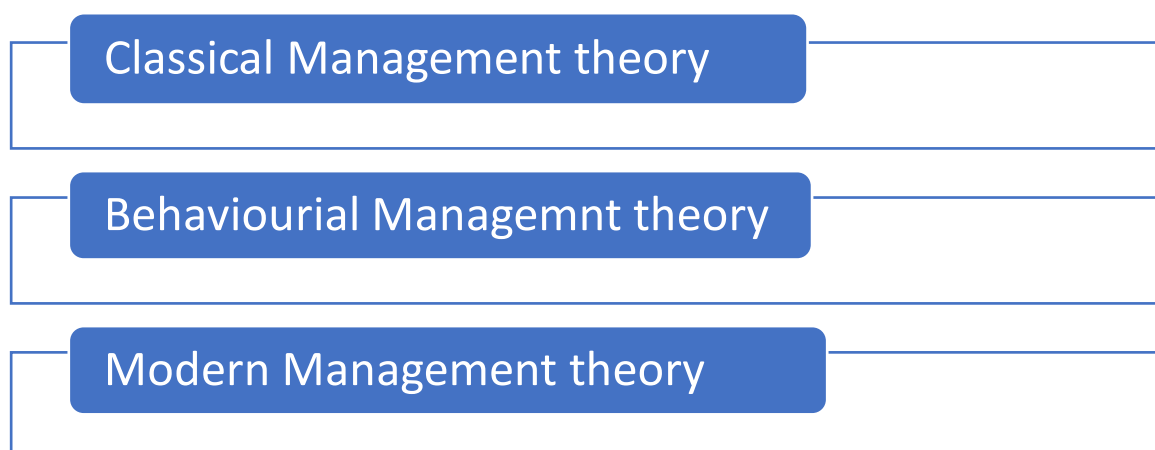 Classical Management theory
Behaviourial Managemnt theory
Modern Management theory